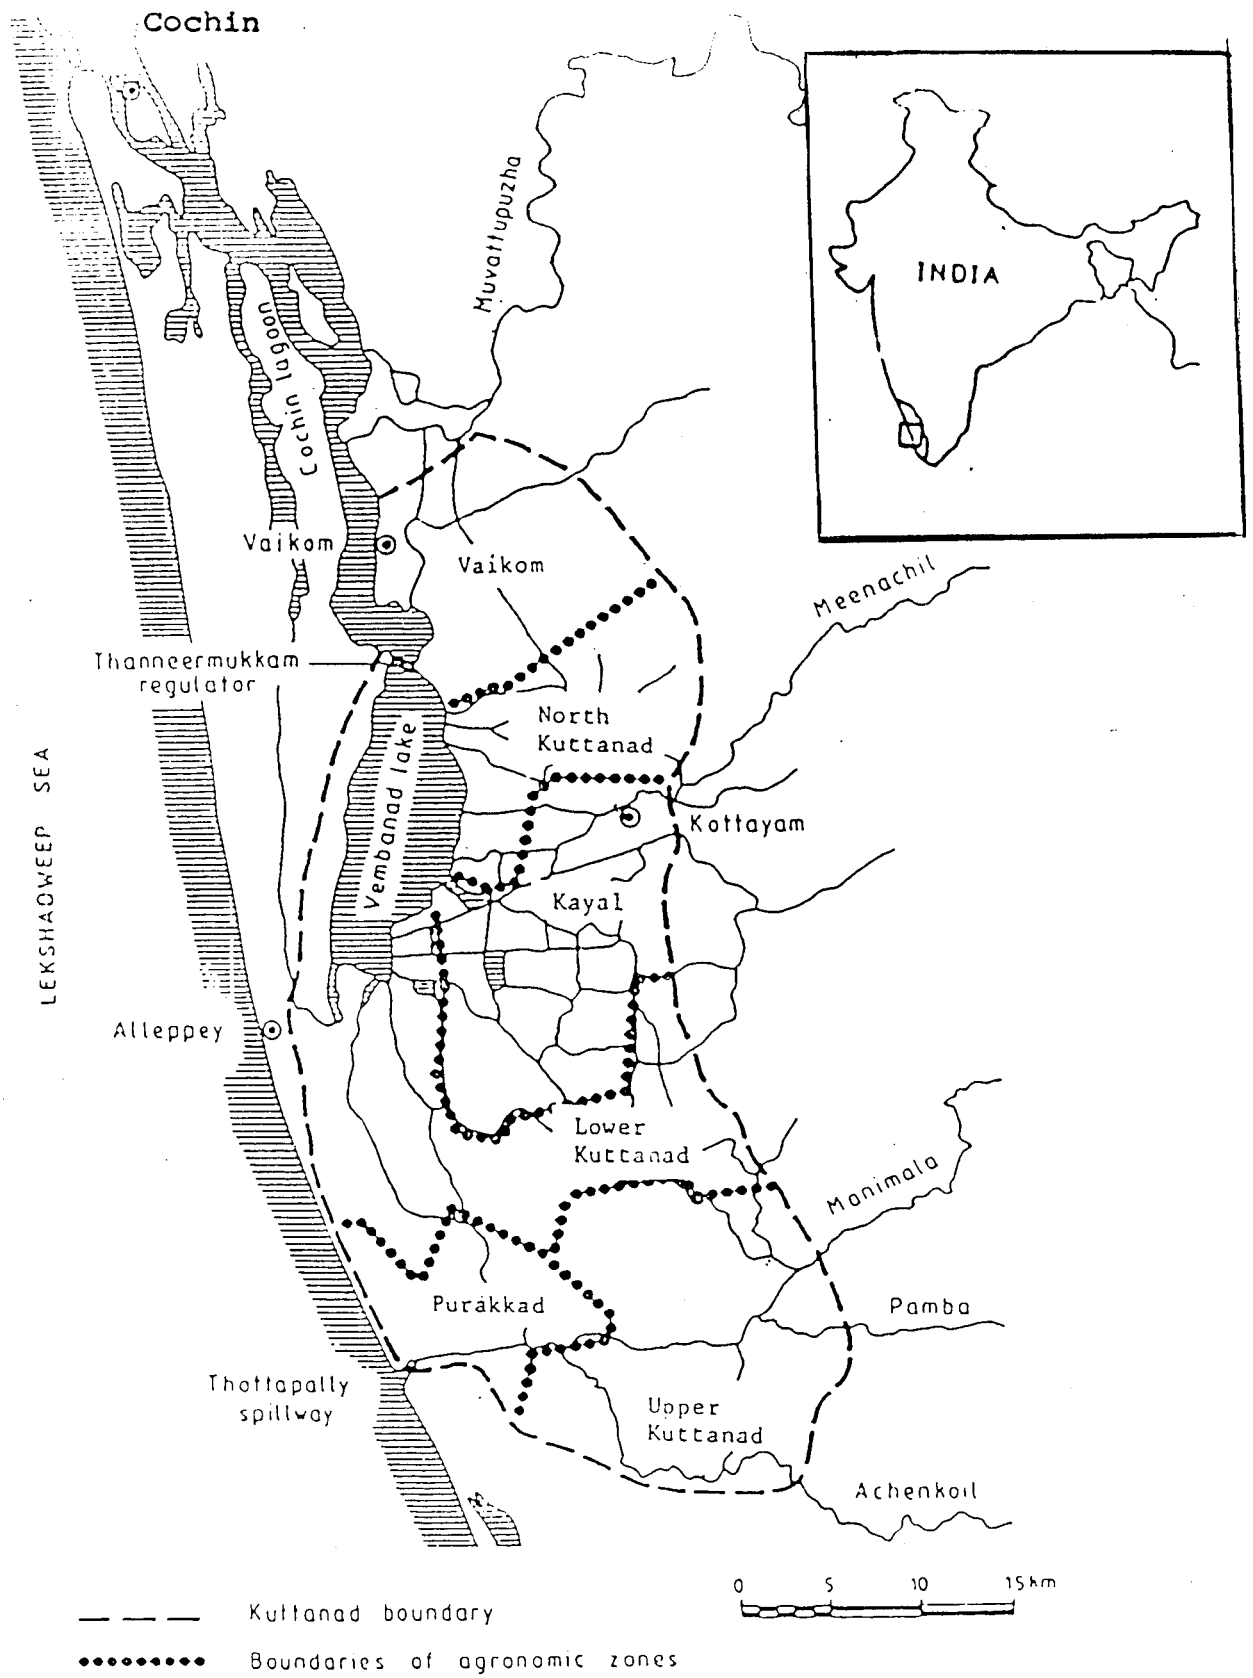 Cochin
Muvattupuzha
INDIA
Cochin lagoon
Vaikom
Vaikom
Meenachil
Thanneermukkam
regulator
North
Kuttanad
Vembanad lake
LEKSHADWEEP SEA
Kottayam
Kayal
Alleppey
Lower
Kuttanad
Manimala
Purakkad
Pamba
Thottapally
spillway
Upper
Kuttanad
Achenkoil
0 5 10 15 km
Kuttanad boundary
Boundaries of agronomic zones